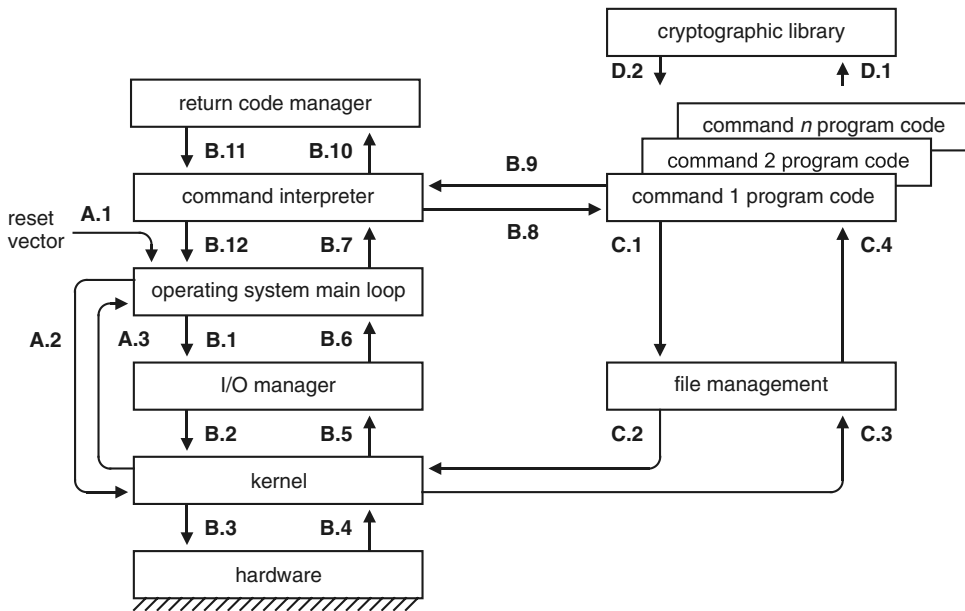 cryptographic library
D.2
D.1
return code manager
command n program code
B.11
B.10
B.9
command 2 program code
command interpreter
command 1 program code
A.1
reset
vector
B.12
B.7
B.8
C.1
C.4
operating system main loop
A.2
A.3
B.1
B.6
I/O manager
file management
B.2
B.5
C.2
C.3
kernel
B.3
B.4
hardware